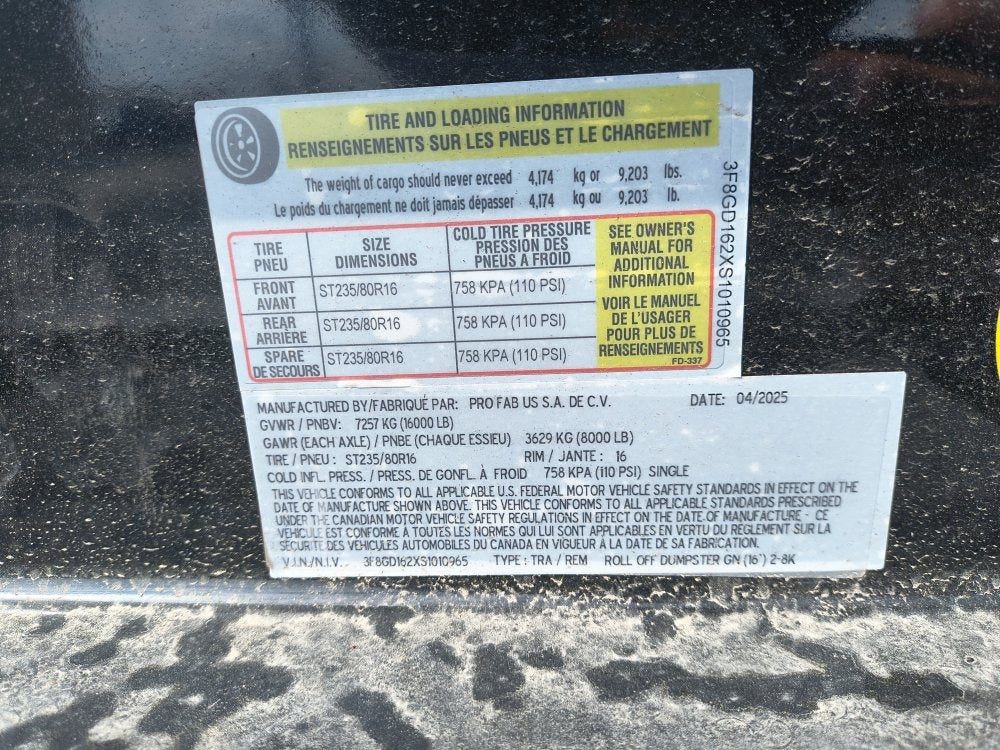 TIRE AND LOADING INFORMATION
RENSEIGNEMENTS SUR LES PNEUS ET LE CHARGEMENT
The weight of cargo should never exceed 4,174 kg or 9,203 lbs.
Le poids du chargement ne doit jamais dépasser 4,174 kg ou 9,203 lb.
TIRE PNEU
SIZE DIMENSIONS
COLD TIRE PRESSURE PRESSION DES PNEUS A FROID
FRONT AVANT ST235/80R16 758 KPA (110 PSI)
REAR ARRIÈRE ST235/80R16 758 KPA (110 PSI)
SPARE DE SECOURS ST235/80R16 758 KPA (110 PSI)
SEE OWNER'S
MANUAL FOR
ADDITIONAL
INFORMATION
VOIR LE MANUEL
DE L'USAGER
POUR PLUS DE
RENSEIGNEMENTS
FD-337
3F8GD162XS1010965
MANUFACTURED BY/FABRIQUÉ PAR: PRO FAB US S.A. DE C.V. DATE: 04/2025
GVWR / PNBV: 7257 KG (16000 LB)
GAWR (EACH AXLE) / PNBE (CHAQUE ESSIEU) 3629 KG (8000 LB)
TIRE / PNEU : ST235/80R16 RIM / JANTE : 16
COLD INFL. PRESS. / PRESS. DE GONFL. À FROID 758 KPA (110 PSI) SINGLE
THIS VEHICLE CONFORMS TO ALL APPLICABLE U.S. FEDERAL MOTOR VEHICLE SAFETY STANDARDS IN EFFECT ON THE
DATE OF MANUFACTURE SHOWN ABOVE. THIS VEHICLE CONFORMS TO ALL APPLICABLE STANDARDS PRESCRIBED
UNDER THE CANADIAN MOTOR VEHICLE SAFETY REGULATIONS IN EFFECT ON THE DATE OF MANUFACTURE - CE
VÉHICULE EST CONFORME À TOUTES LES NORMES QUI LUI SONT APPLICABLES EN VERTU DU RÈGLEMENT SUR LA
SÉCURITÉ DES VÉHICULES AUTOMOBILES DU CANADA EN VIGUEUR À LA DATE DE SA FABRICATION.
V.I.N./N.I.V. 3F8GD162XS1010965 TYPE : TRA / REM ROLL OFF DUMPSTER GN (16') 2-8K